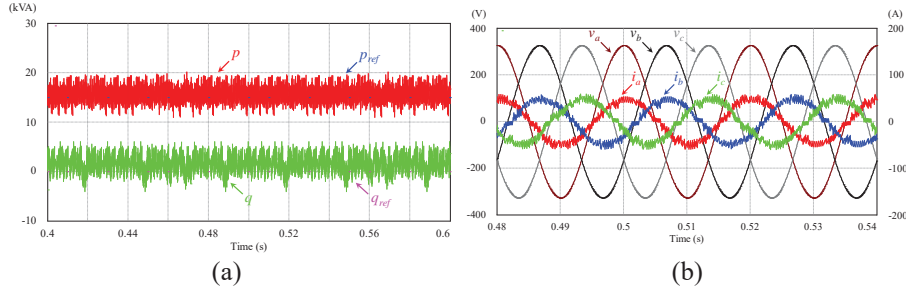 (kVA)
30
20
10
0
-10
p
p_ref
q
q_ref
0.4
0.44
0.48
0.52
0.56
0.6
Time (s)
(a)
(V)
(A)
400
200
0
-200
-400
200
100
0
-100
-200
v_a
v_b
v_c
i_a
i_b
i_c
0.48
0.49
0.5
0.51
0.52
0.53
0.54
Time (s)
(b)